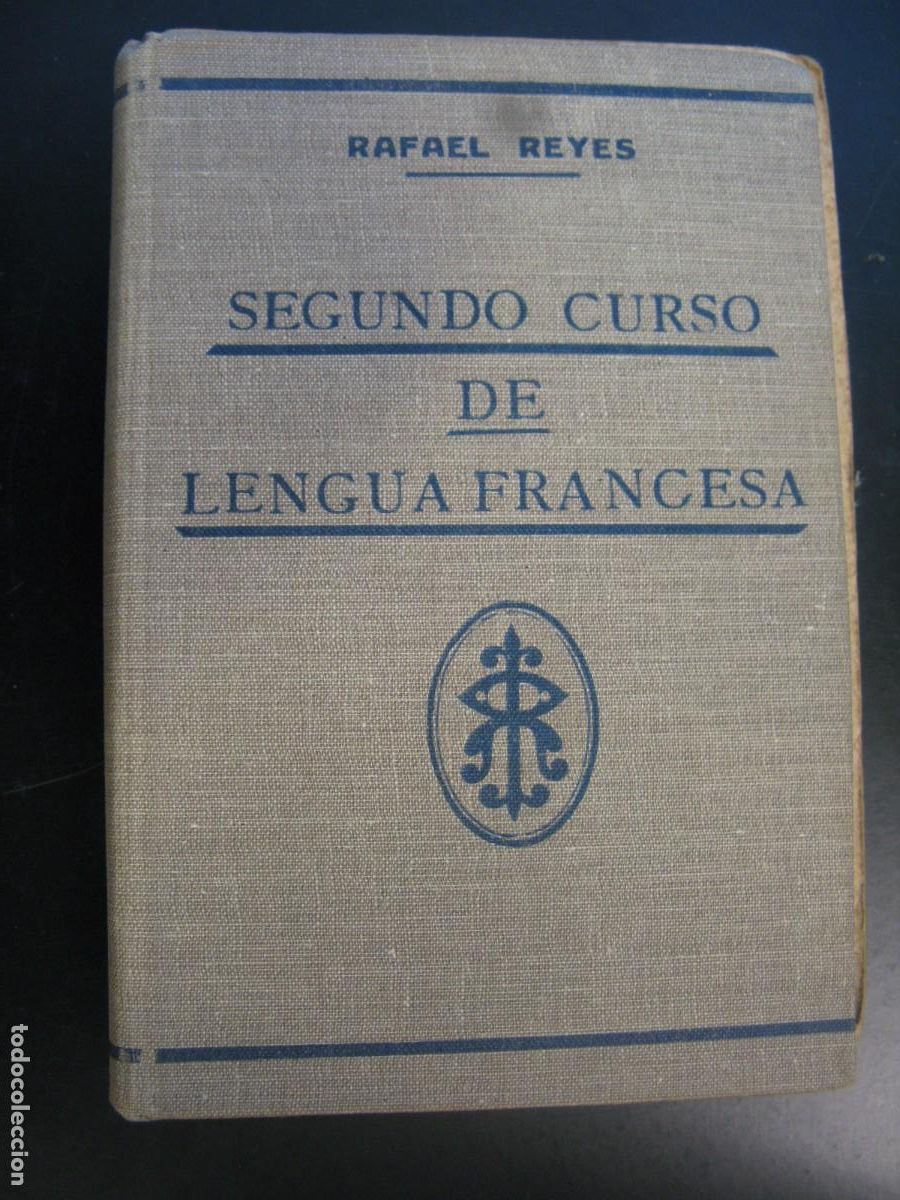 RAFAEL REYES
SEGUNDO CURSO
DE
LENGUA FRANCESA
todocoleccion